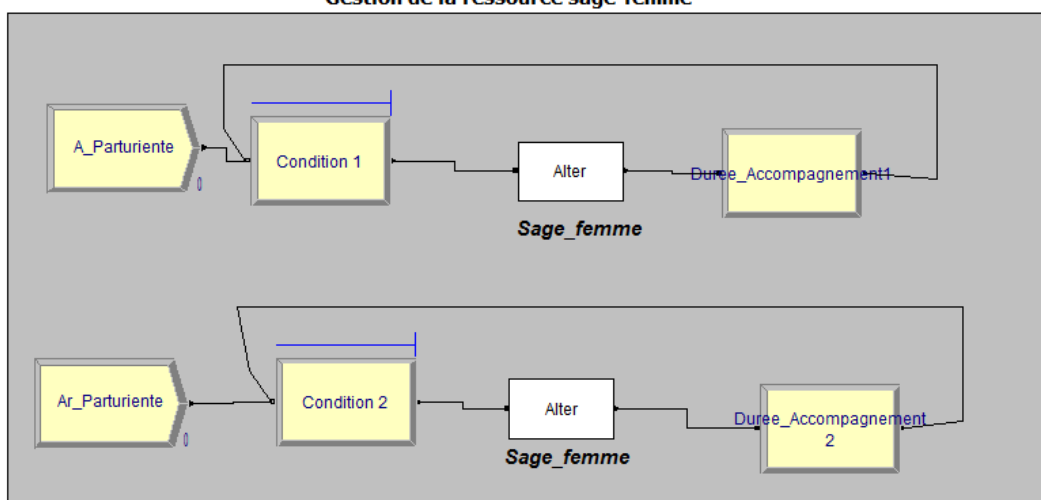 Gestion de la ressource sage-femme
A_Parturiente
0
Condition 1
Alter
Sage_femme
Duree_Accompagnement1
Ar_Parturiente
0
Condition 2
Alter
Sage_femme
Duree_Accompagnement
2